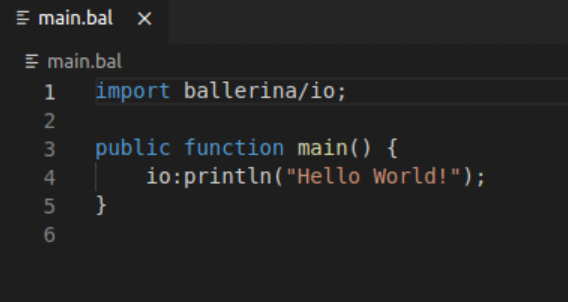 main.bal
main.bal
1 import ballerina/io;
2
3 public function main() {
4     io:println("Hello World!");
5 }
6